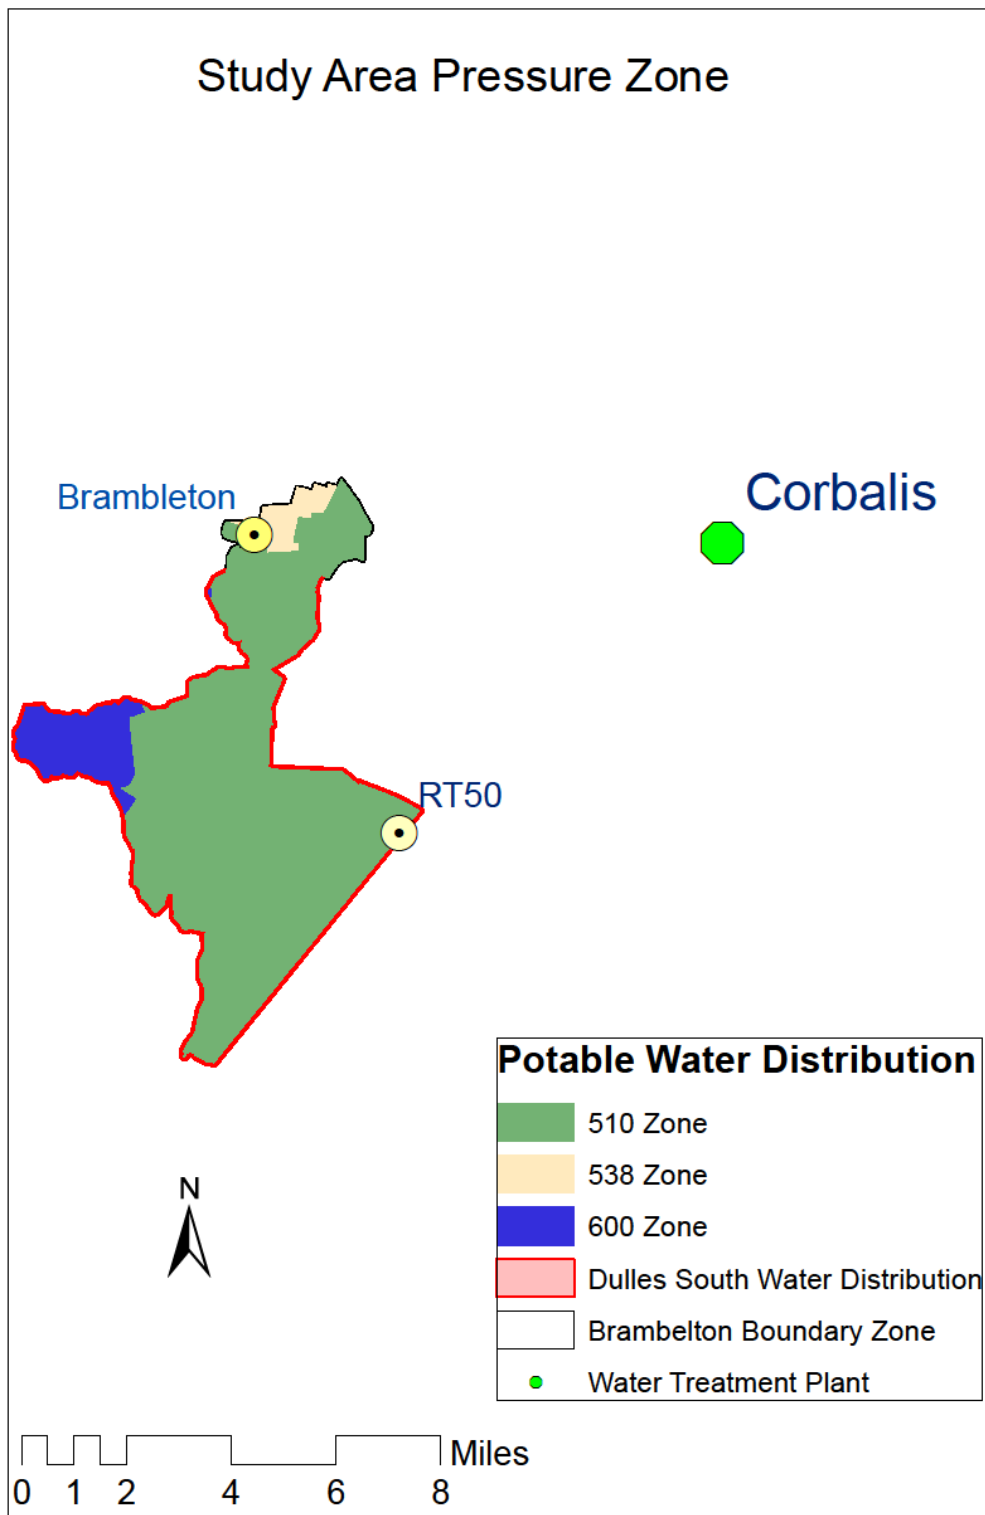 Study Area Pressure Zone
Corbalis
Brambleton
RT50
Potable Water Distribution
510 Zone
538 Zone
600 Zone
Dulles South Water Distribution
Brambelton Boundary Zone
Water Treatment Plant
N
Miles
0 1 2 4 6 8